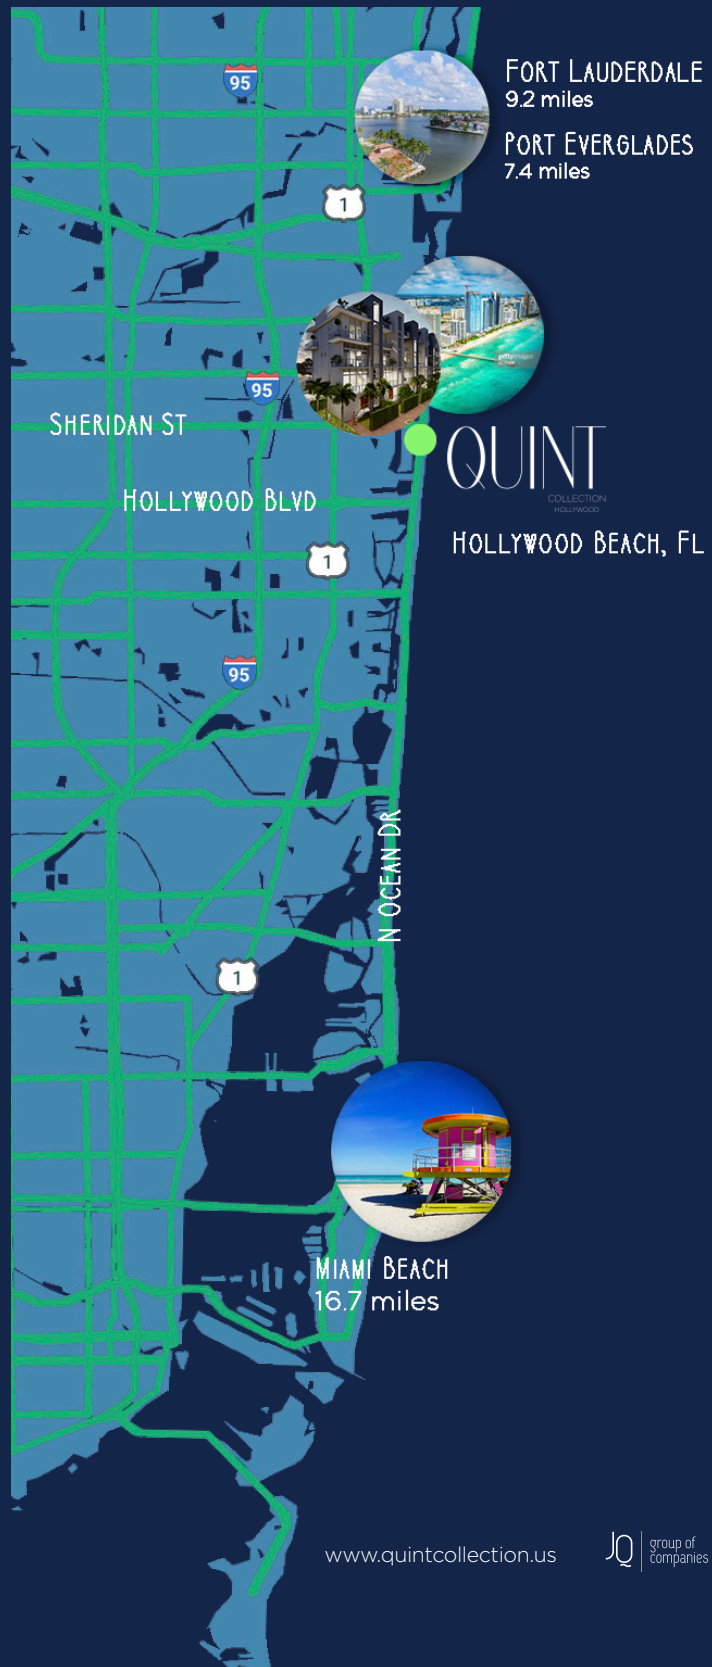 95
FORT LAUDERDALE
9.2 miles
PORT EVERGLADES
7.4 miles
1
gettyimages
95
SHERIDAN ST
QUINT
COLLECTION
HOLLYWOOD
HOLLYWOOD BLVD
HOLLYWOOD BEACH, FL
1
95
N OCEAN DR
1
MIAMI BEACH
16.7 miles
www.quintcollection.us
JQ
group of
companies